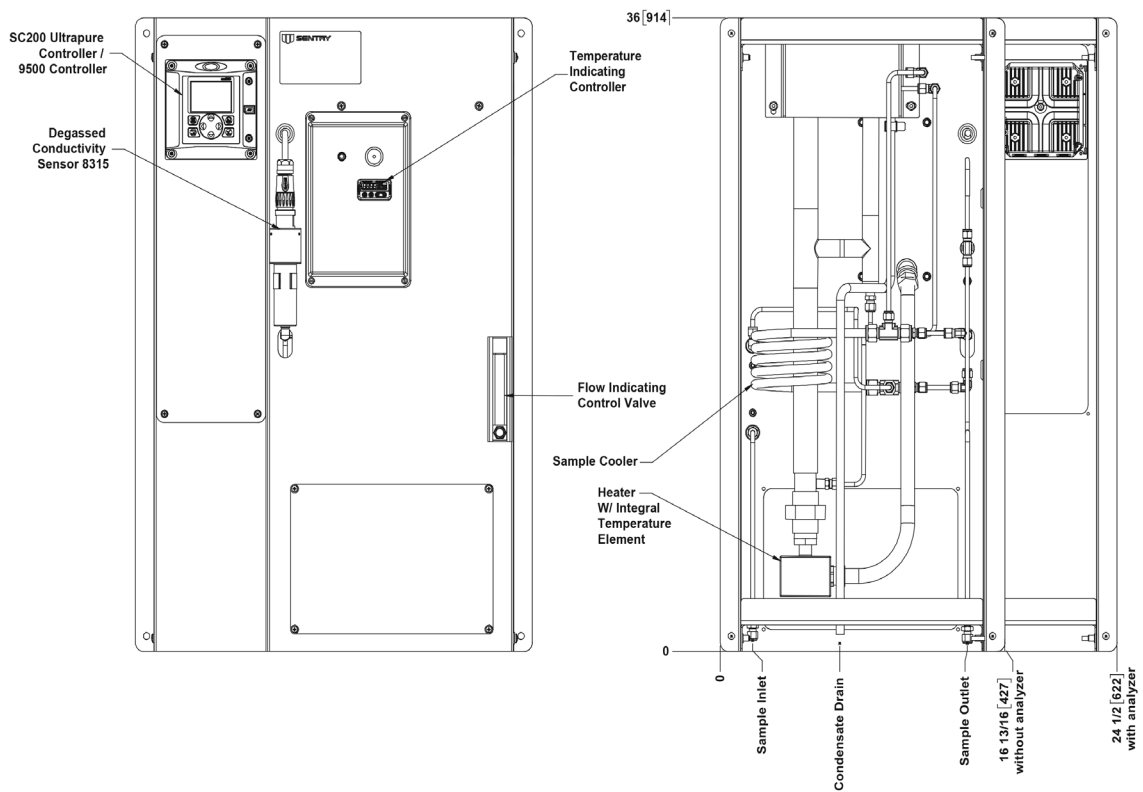 SC200 Ultrapure
Controller /
9500 Controller
Degassed
Conductivity
Sensor 8315
SENTRY
Temperature
Indicating
Controller
Flow Indicating
Control Valve
36 [914]
Sample Cooler
Heater
W/ Integral
Temperature
Element
0
0
Sample Inlet
Condensate Drain
Sample Outlet
16 13/16 [427]
without analyzer
24 1/2 [622]
with analyzer